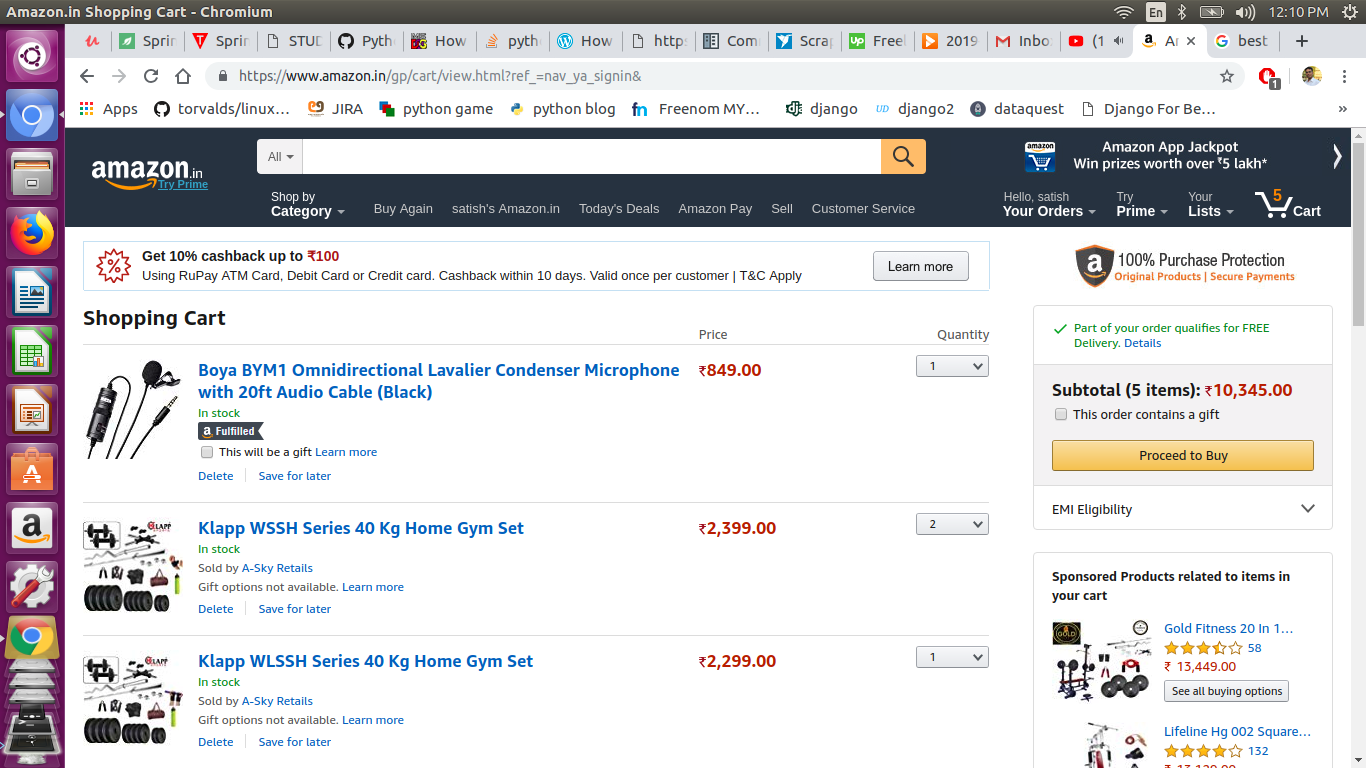 Amazon.in Shopping Cart - Chromium
En
12:10 PM
Sprin
Sprin
STUD
Pyth
How
pyth
How
http
Com
Scrap
Freel
2019
Inbo
(1
An
best
https://www.amazon.in/gp/cart/view.html?ref_=nav_ya_signin&
1
Apps
torvalds/linux…
JIRA
python game
python blog
Freenom MY…
django
django2
dataquest
Django For Be…
»
amazon.in
Try Prime
All
Amazon App Jackpot
Win prizes worth over ₹5 lakh*
Shop by
Category
Buy Again
satish's Amazon.in
Today's Deals
Amazon Pay
Sell
Customer Service
Hello, satish
Your Orders
Try
Prime
Your
Lists
5
Cart
Get 10% cashback up to ₹100
Using RuPay ATM Card, Debit Card or Credit card. Cashback within 10 days. Valid once per customer | T&C Apply
Learn more
100% Purchase Protection
Original Products | Secure Payments
Shopping Cart
Price
Quantity
Boya BYM1 Omnidirectional Lavalier Condenser Microphone
with 20ft Audio Cable (Black)
₹849.00
1
In stock
a Fulfilled
This will be a gift Learn more
Delete
Save for later
Klapp WSSH Series 40 Kg Home Gym Set
₹2,399.00
2
In stock
Sold by A-Sky Retails
Gift options not available. Learn more
Delete
Save for later
Klapp WLSSH Series 40 Kg Home Gym Set
₹2,299.00
1
In stock
Sold by A-Sky Retails
Gift options not available. Learn more
Delete
Save for later
Part of your order qualifies for FREE
Delivery. Details
Subtotal (5 items): ₹10,345.00
This order contains a gift
Proceed to Buy
EMI Eligibility
Sponsored Products related to items in
your cart
Gold Fitness 20 In 1…
58
₹ 13,449.00
See all buying options
Lifeline Hg 002 Square…
132